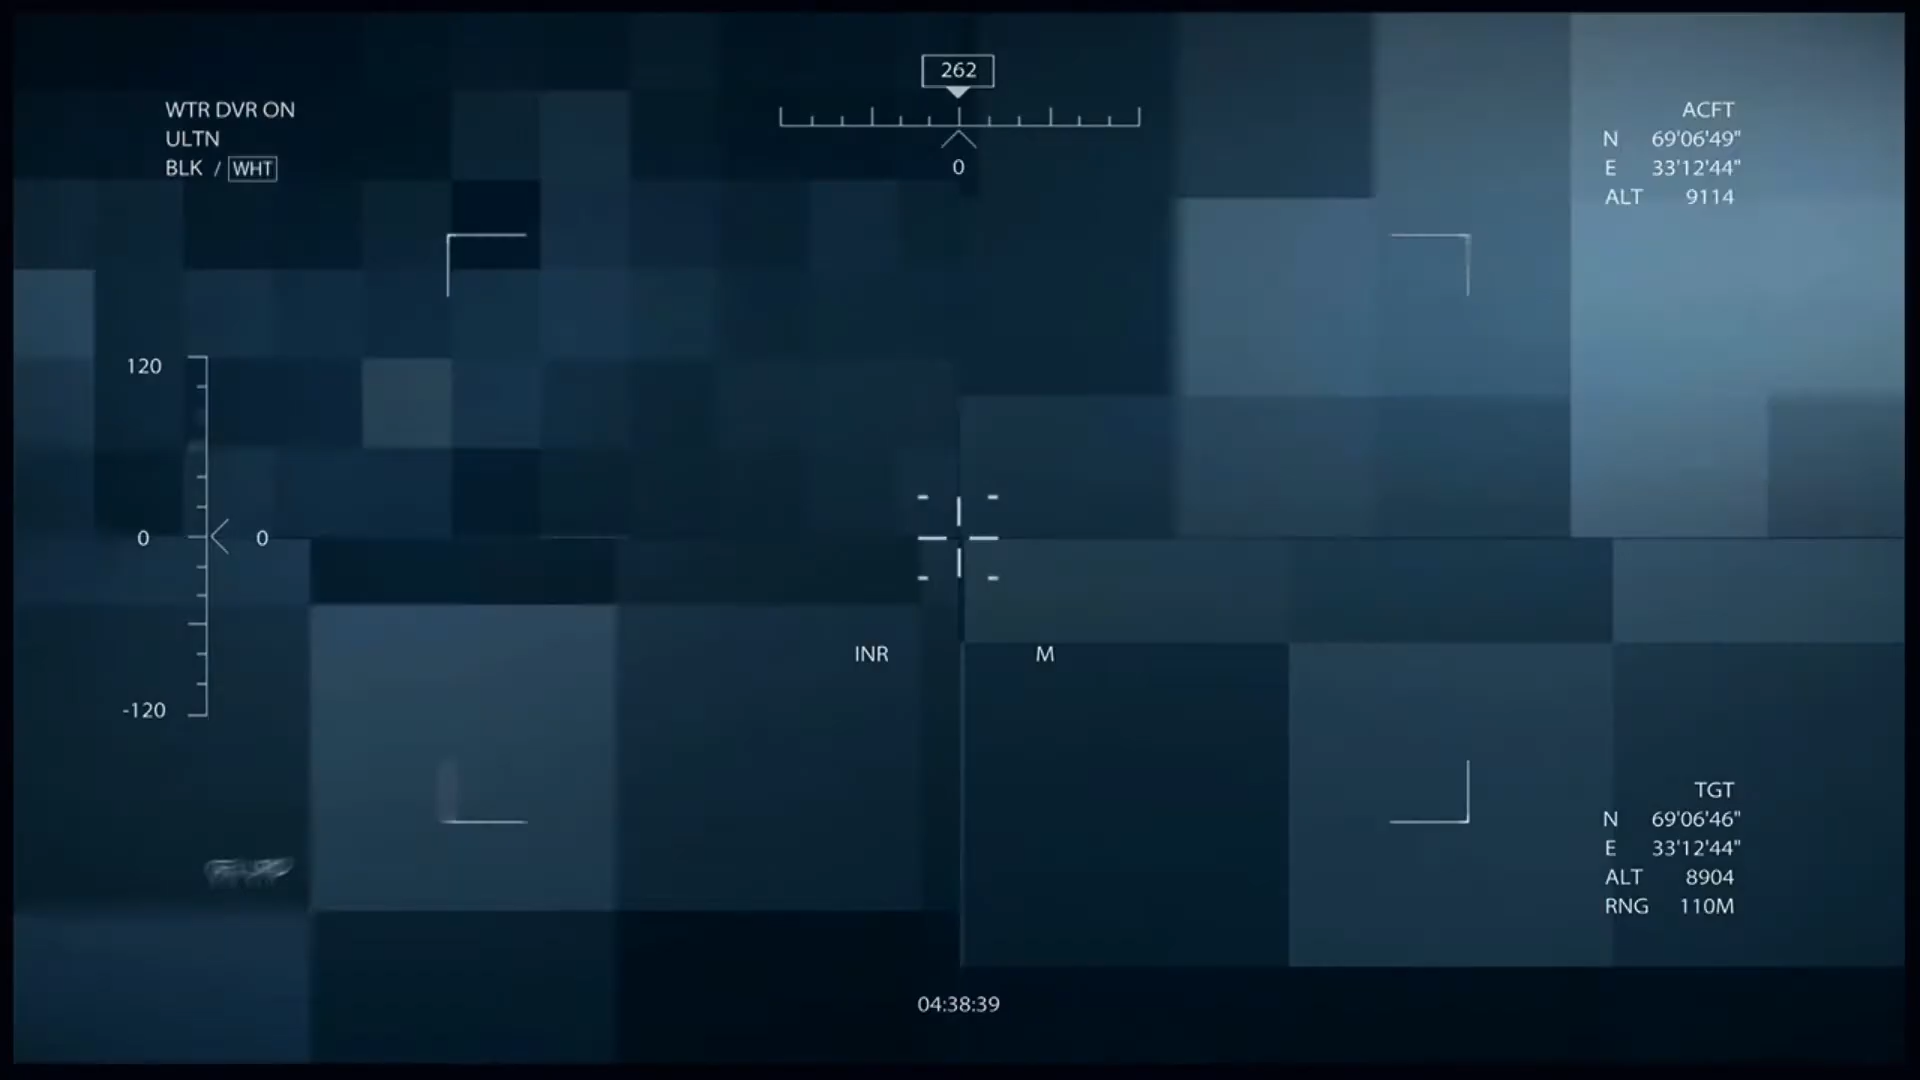 262
WTR DVR ON
ULTN
BLK / WHT
0
ACFT
N 69'06'49"
E 33'12'44"
ALT 9114
120
0 0
-120
INR M
TGT
N 69'06'46"
E 33'12'44"
ALT 8904
RNG 110M
04:38:39